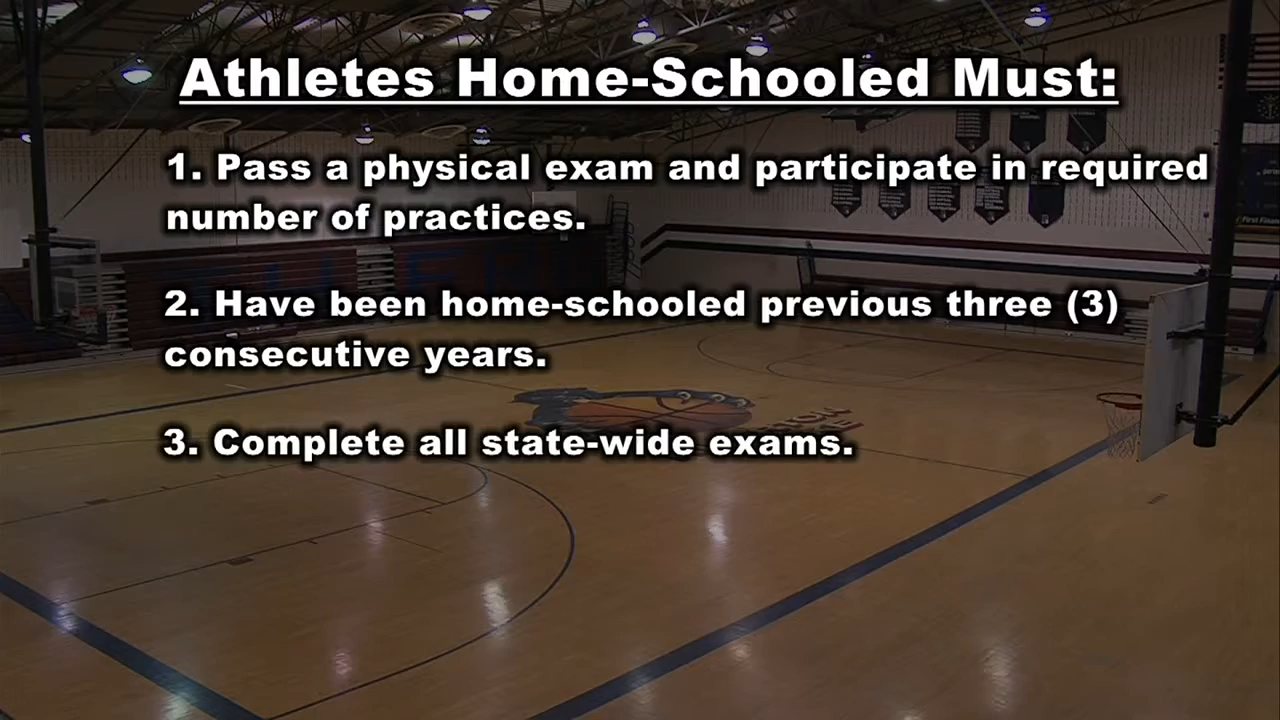 Athletes Home-Schooled Must:
1. Pass a physical exam and participate in required
number of practices.
2. Have been home-schooled previous three (3)
consecutive years.
3. Complete all state-wide exams.